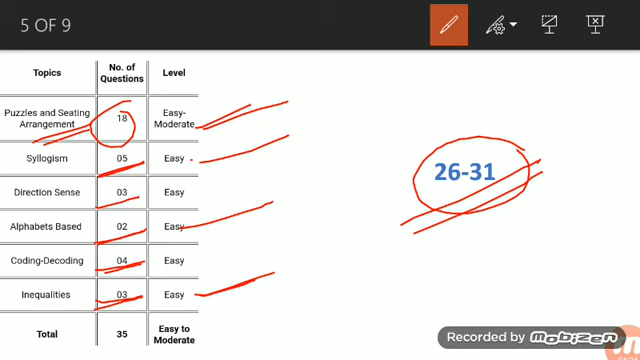 5 OF 9
Topics No. of Questions Level
Puzzles and Seating Arrangement 18 Easy-Moderate
Syllogism 05 Easy
Direction Sense 03 Easy
Alphabets Based 02 Easy
Coding-Decoding 04 Easy
Inequalities 03 Easy
Total 35 Easy to Moderate
26-31
Recorded by Mobizen